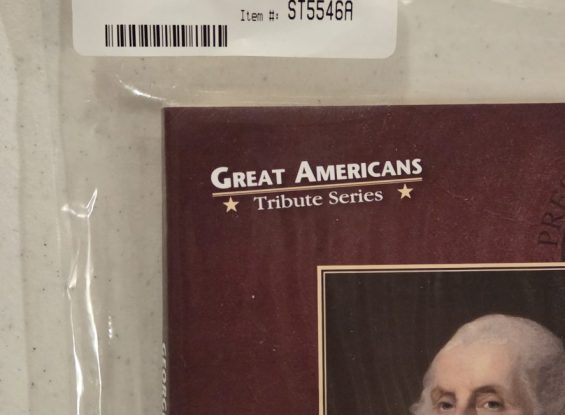 Item #: ST5546A
GREAT AMERICANS
Tribute Series